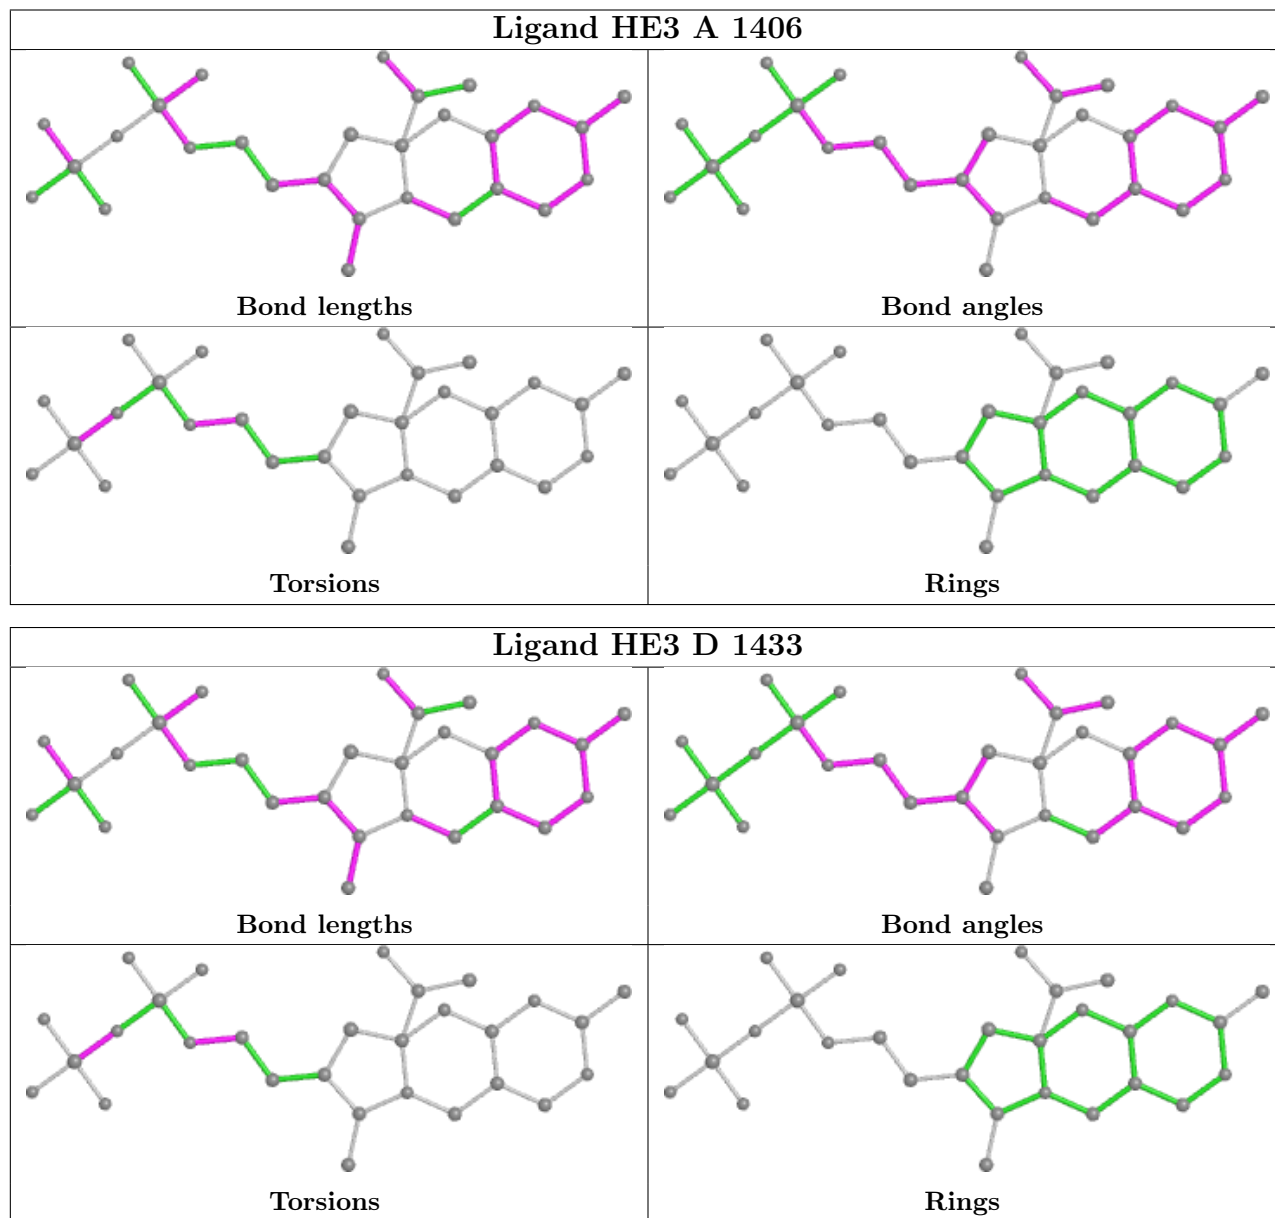 Ligand HE3 A 1406
Bond lengths
Bond angles
Torsions
Rings
Ligand HE3 D 1433
Bond lengths
Bond angles
Torsions
Rings